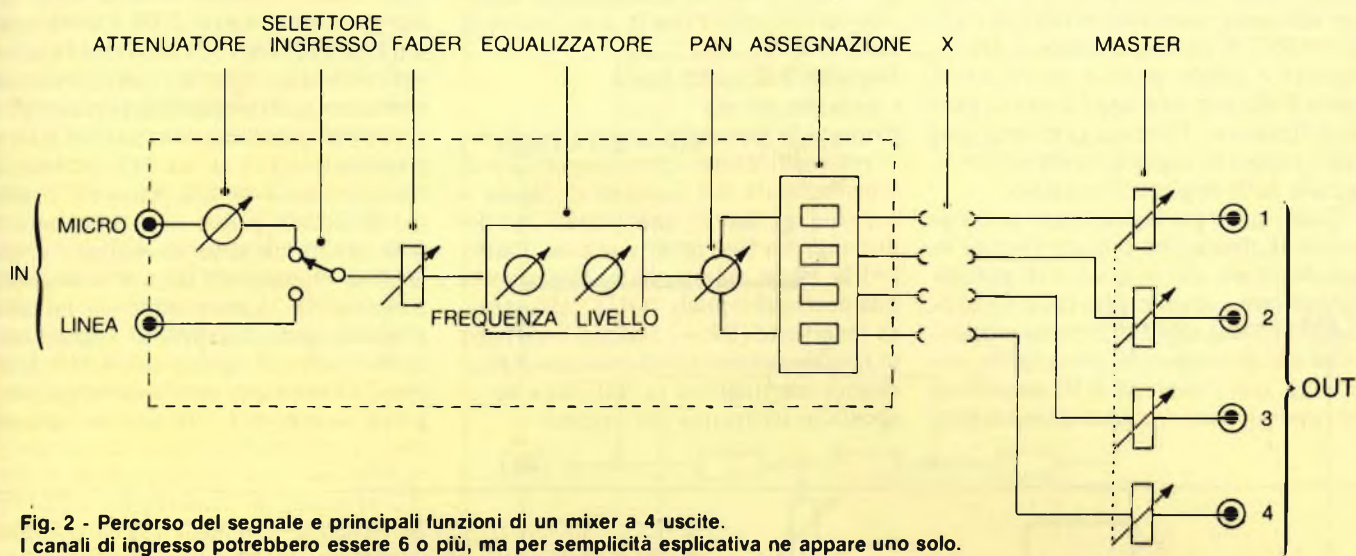 SELETTORE
ATTENUATORE INGRESSO FADER EQUALIZZATORE PAN ASSEGNAZIONE X MASTER
MICRO
IN
LINEA
FREQUENZA LIVELLO
1
2
3
4
OUT
Fig. 2 - Percorso del segnale e principali funzioni di un mixer a 4 uscite.
I canali di ingresso potrebbero essere 6 o più, ma per semplicità esplicativa ne appare uno solo.